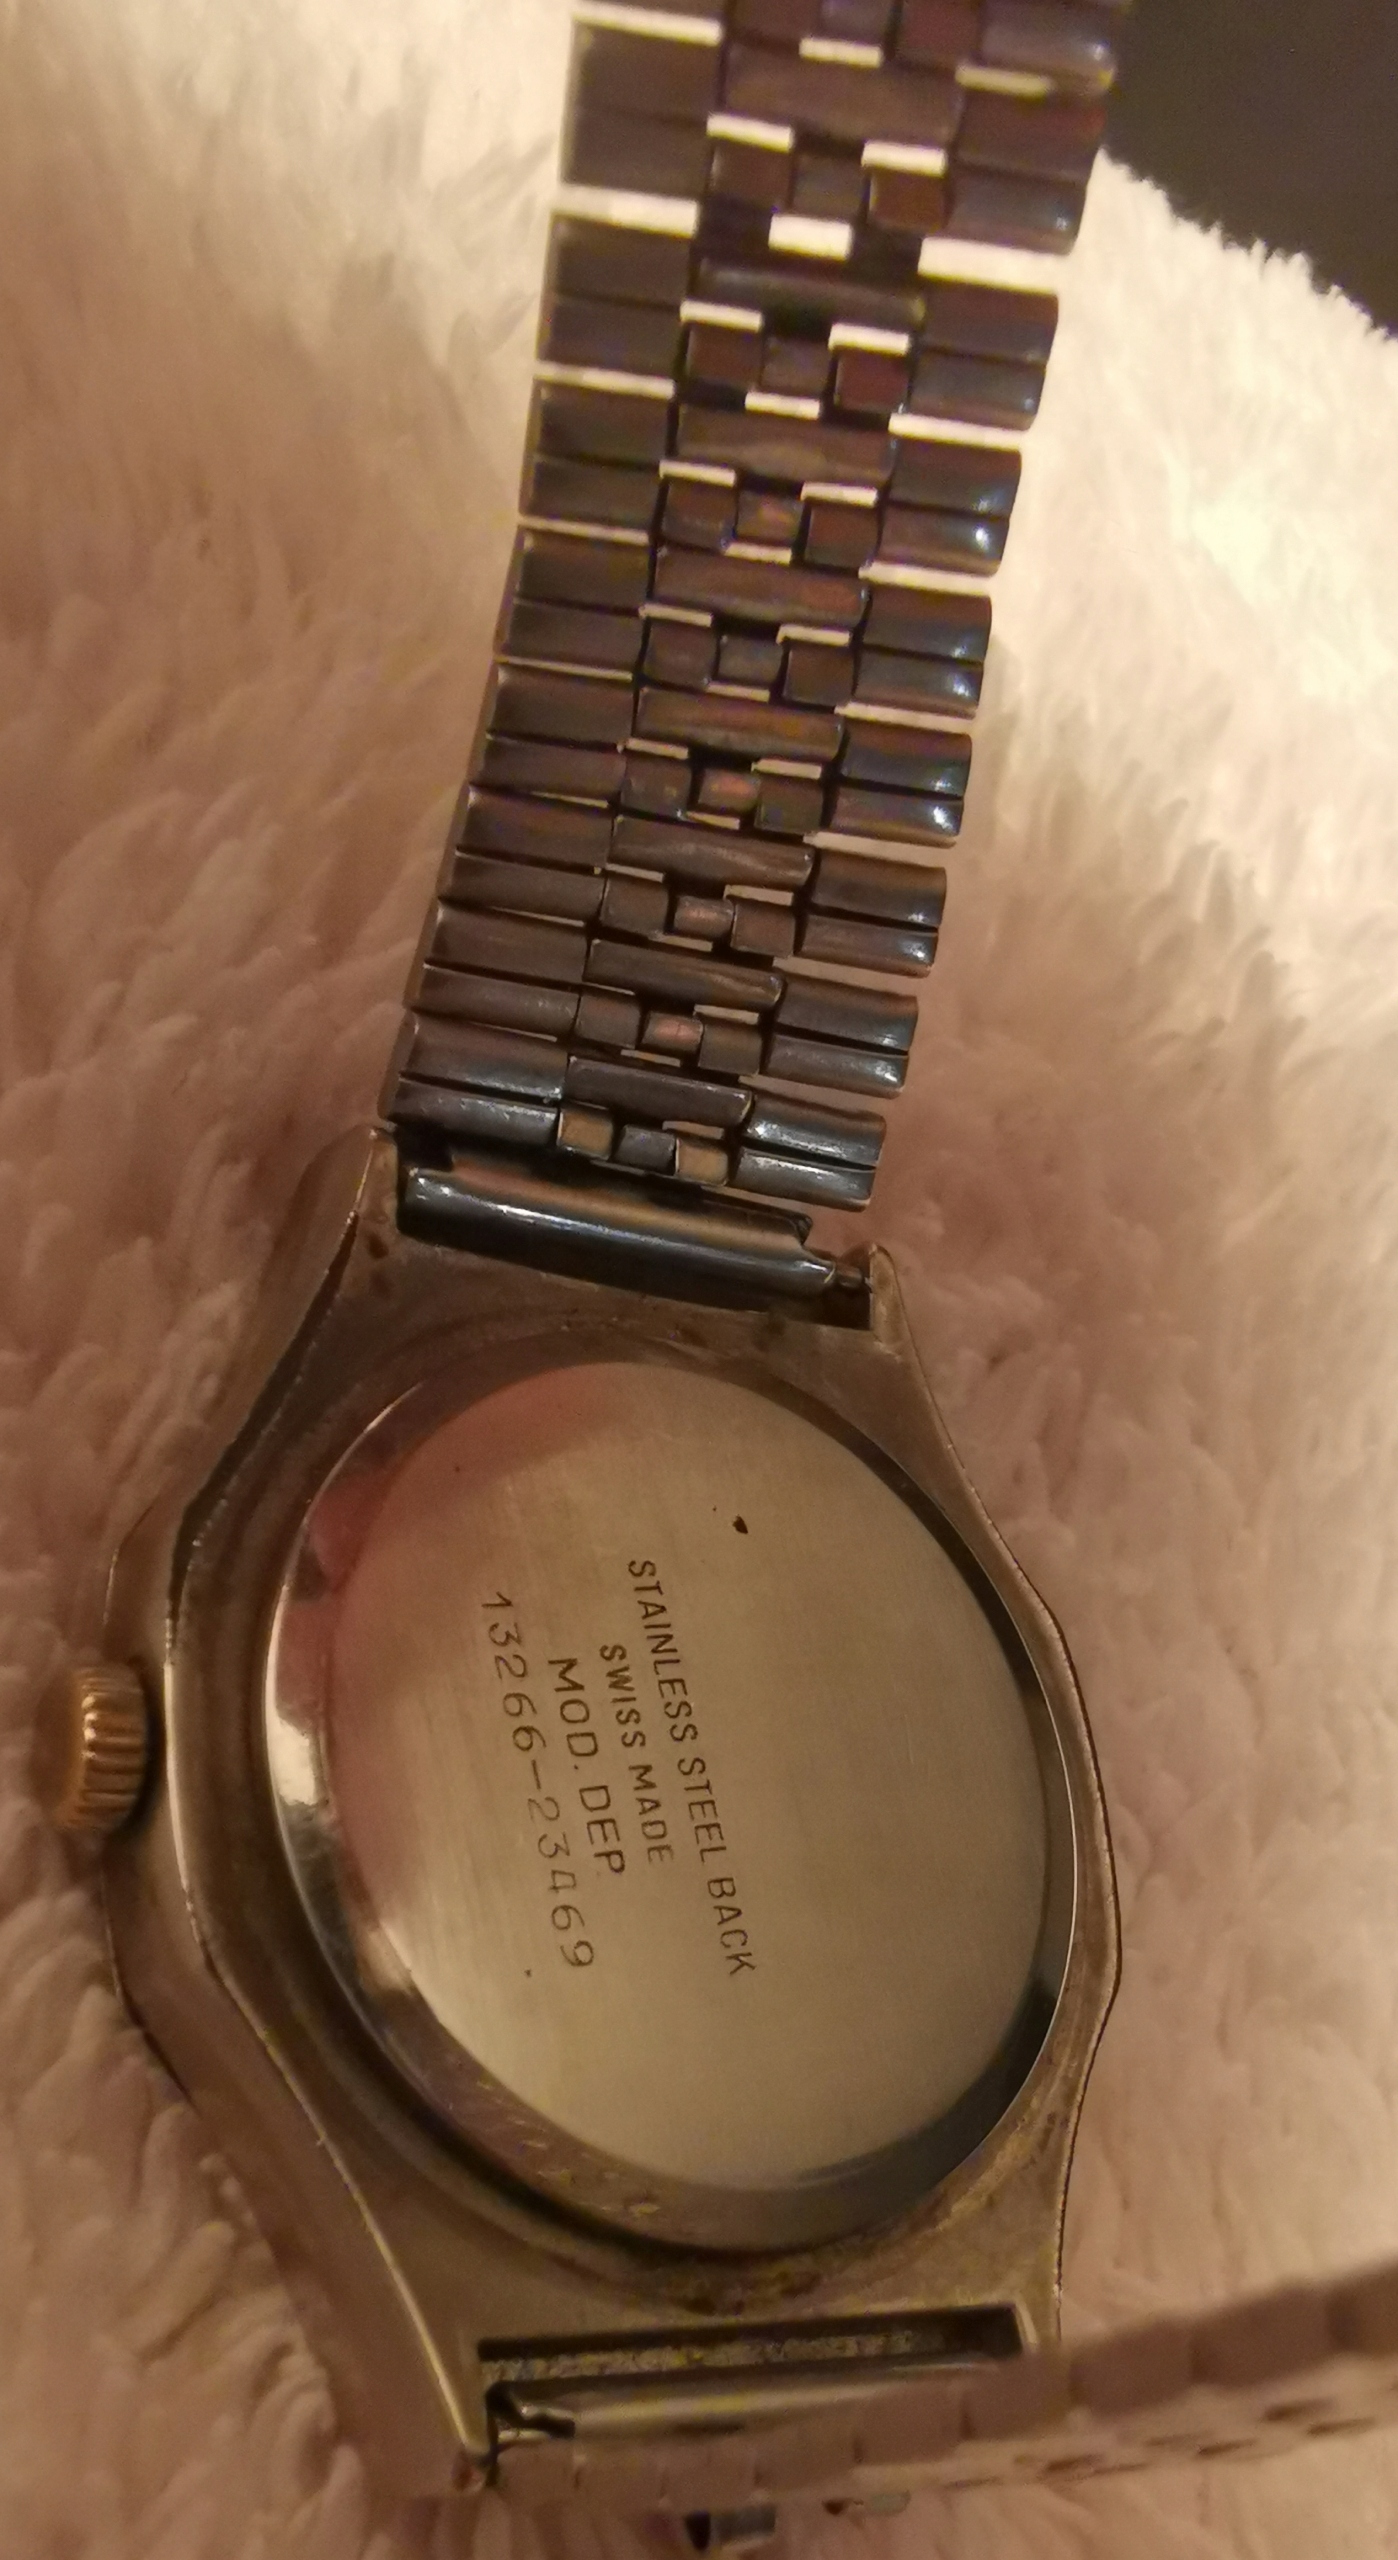 STAINLESS STEEL BACK
SWISS MADE
MOD. DEP.
13266-23469